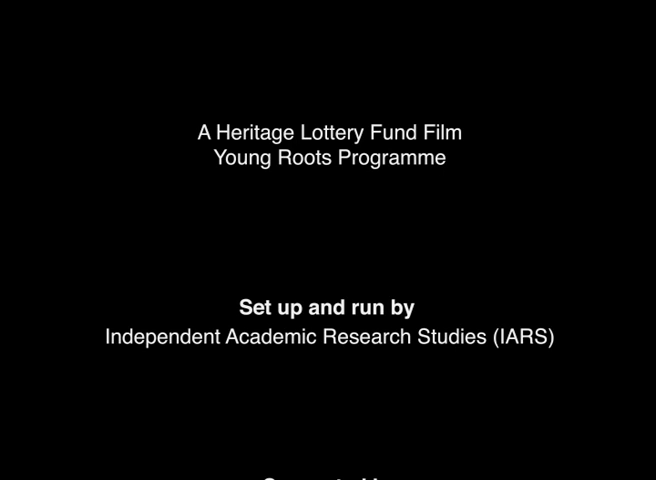 A Heritage Lottery Fund Film
Young Roots Programme
Set up and run by
Independent Academic Research Studies (IARS)